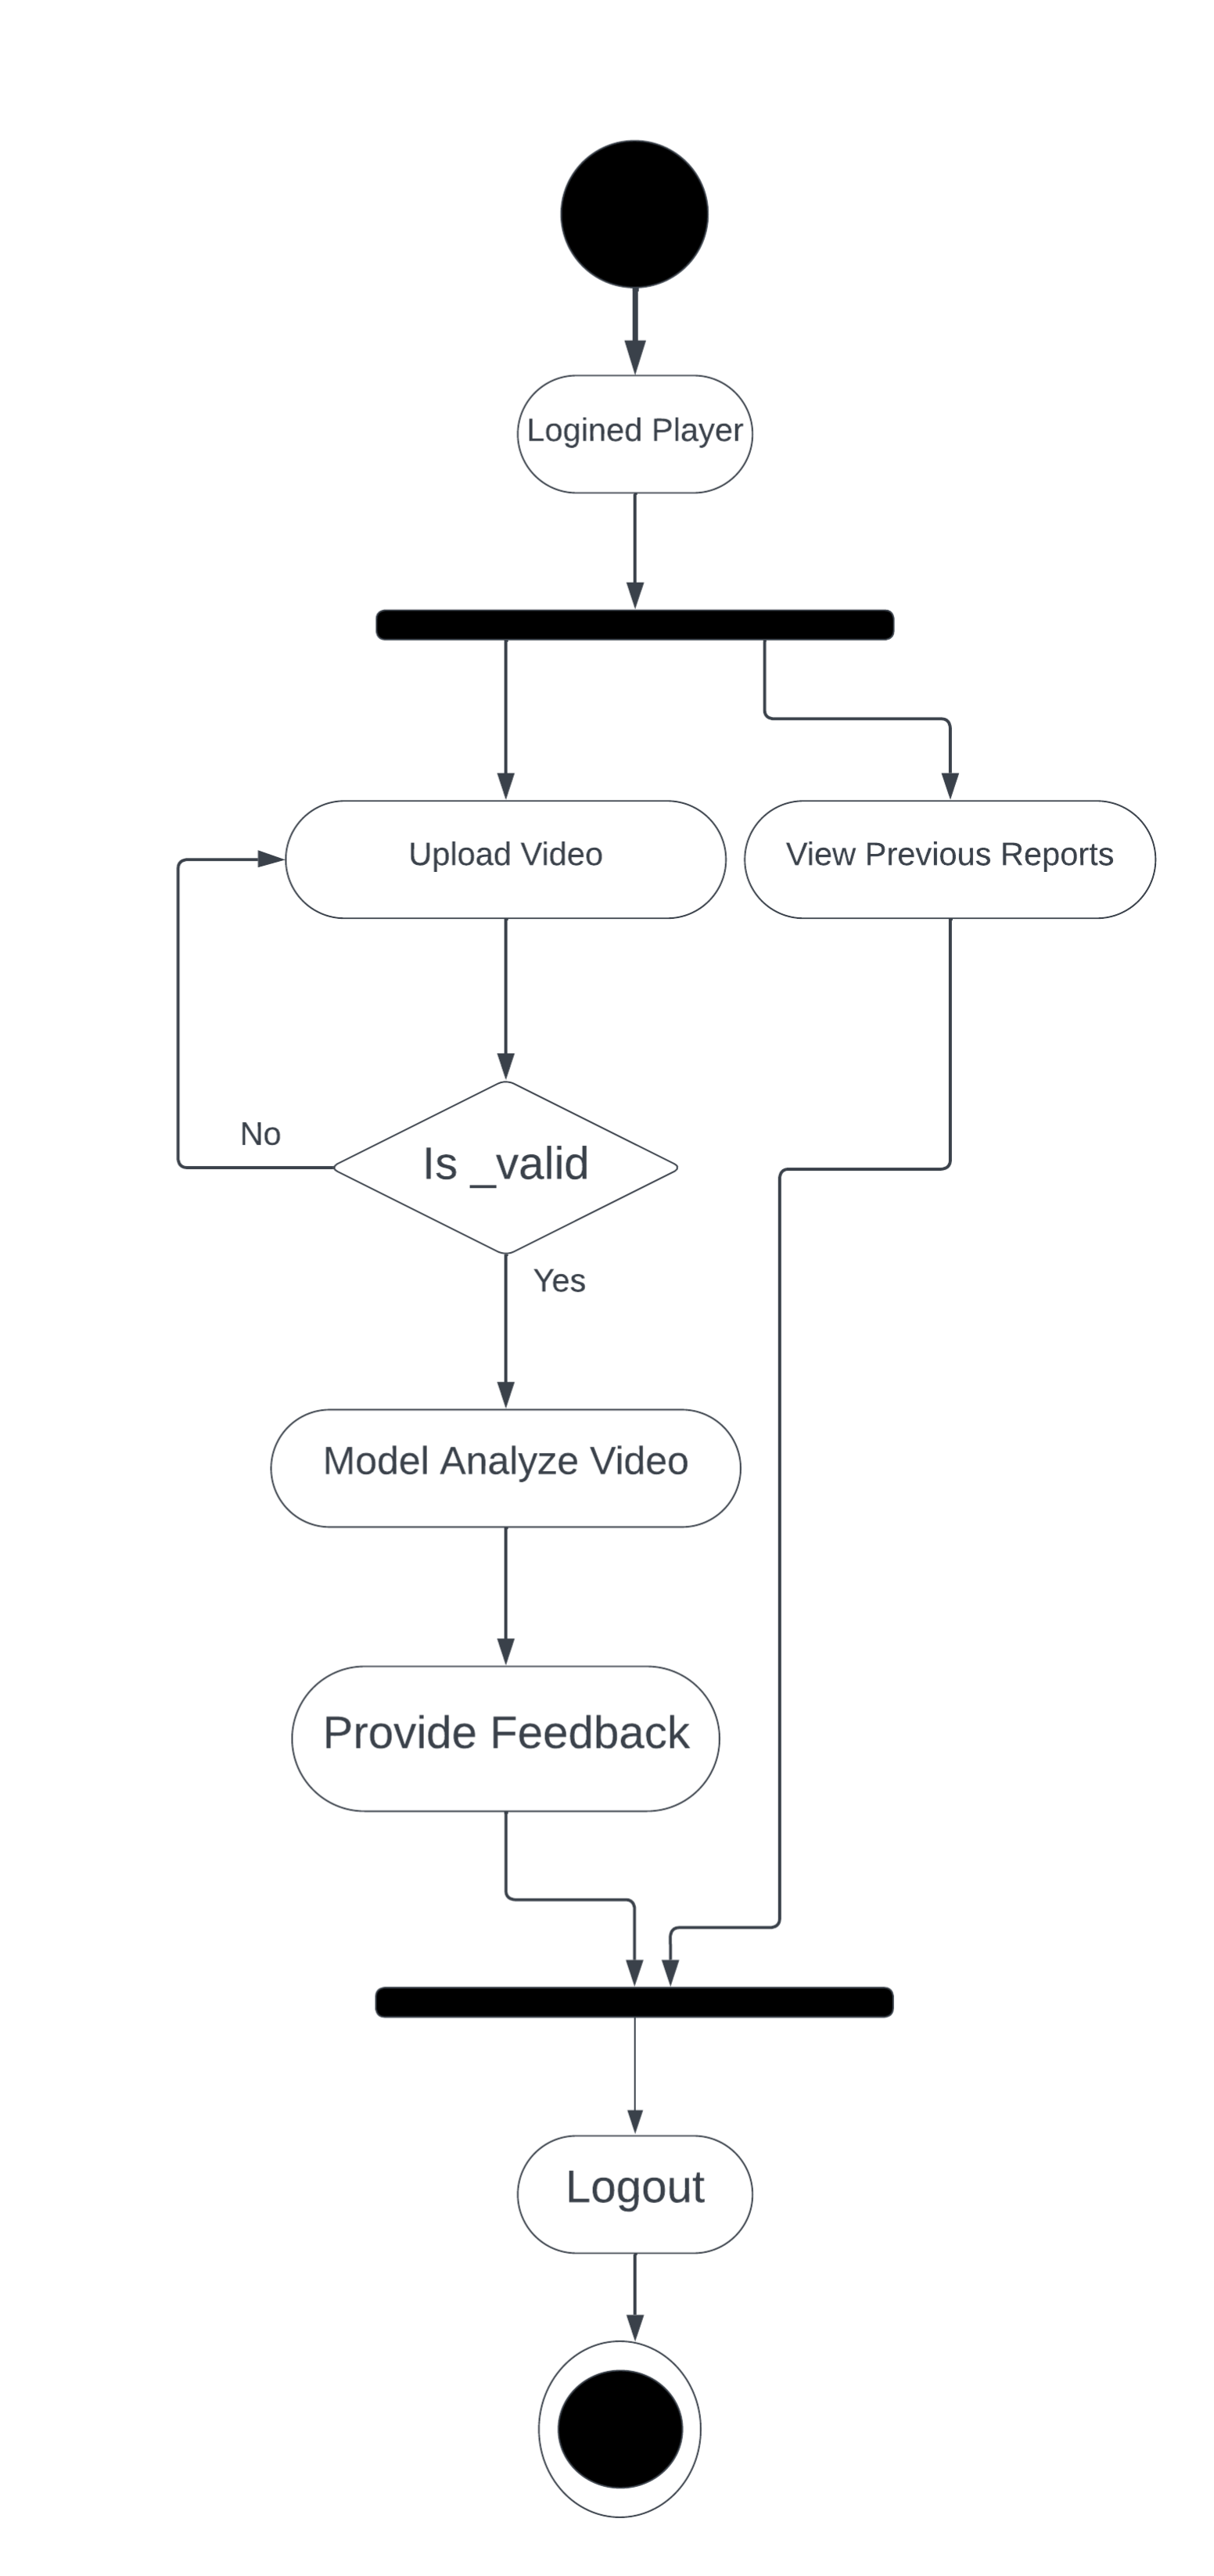 Logined Player
Upload Video
View Previous Reports
No
Is _valid
Yes
Model Analyze Video
Provide Feedback
Logout